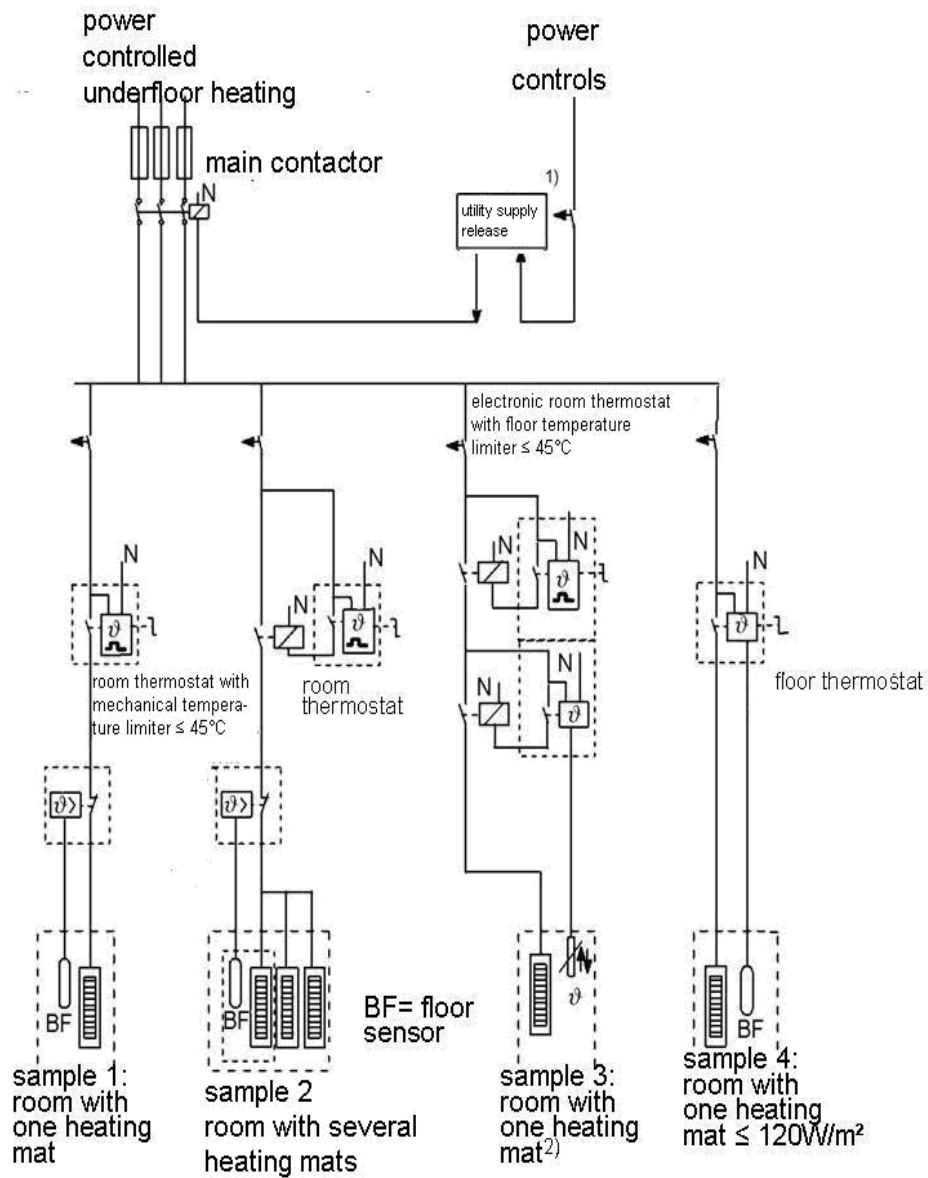 power
controlled
underfloor heating
power
controls
main contactor
N
1)
utility supply
release
electronic room thermostat
with floor temperature
limiter ≤ 45°C
N
ϑ
N
N
ϑ
N
N
ϑ
N
ϑ
room thermostat with
mechanical tempera-
ture limiter ≤ 45°C
room
thermostat
N
N
ϑ
floor thermostat
ϑ>
ϑ>
BF
BF
BF= floor
sensor
ϑ
BF
sample 1:
room with
one heating
mat
sample 2
room with several
heating mats
sample 3:
room with
one heating
mat2)
sample 4:
room with
one heating
mat ≤ 120W/m²